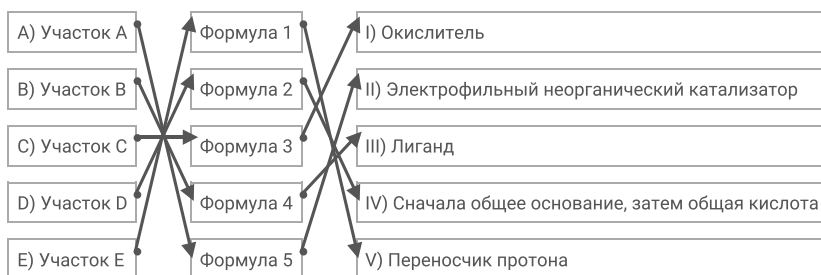 A) Участок A Формула 1 I) Окислитель
B) Участок B Формула 2 II) Электрофильный неорганический катализатор
C) Участок C Формула 3 III) Лиганд
D) Участок D Формула 4 IV) Сначала общее основание, затем общая кислота
E) Участок E Формула 5 V) Переносчик протона